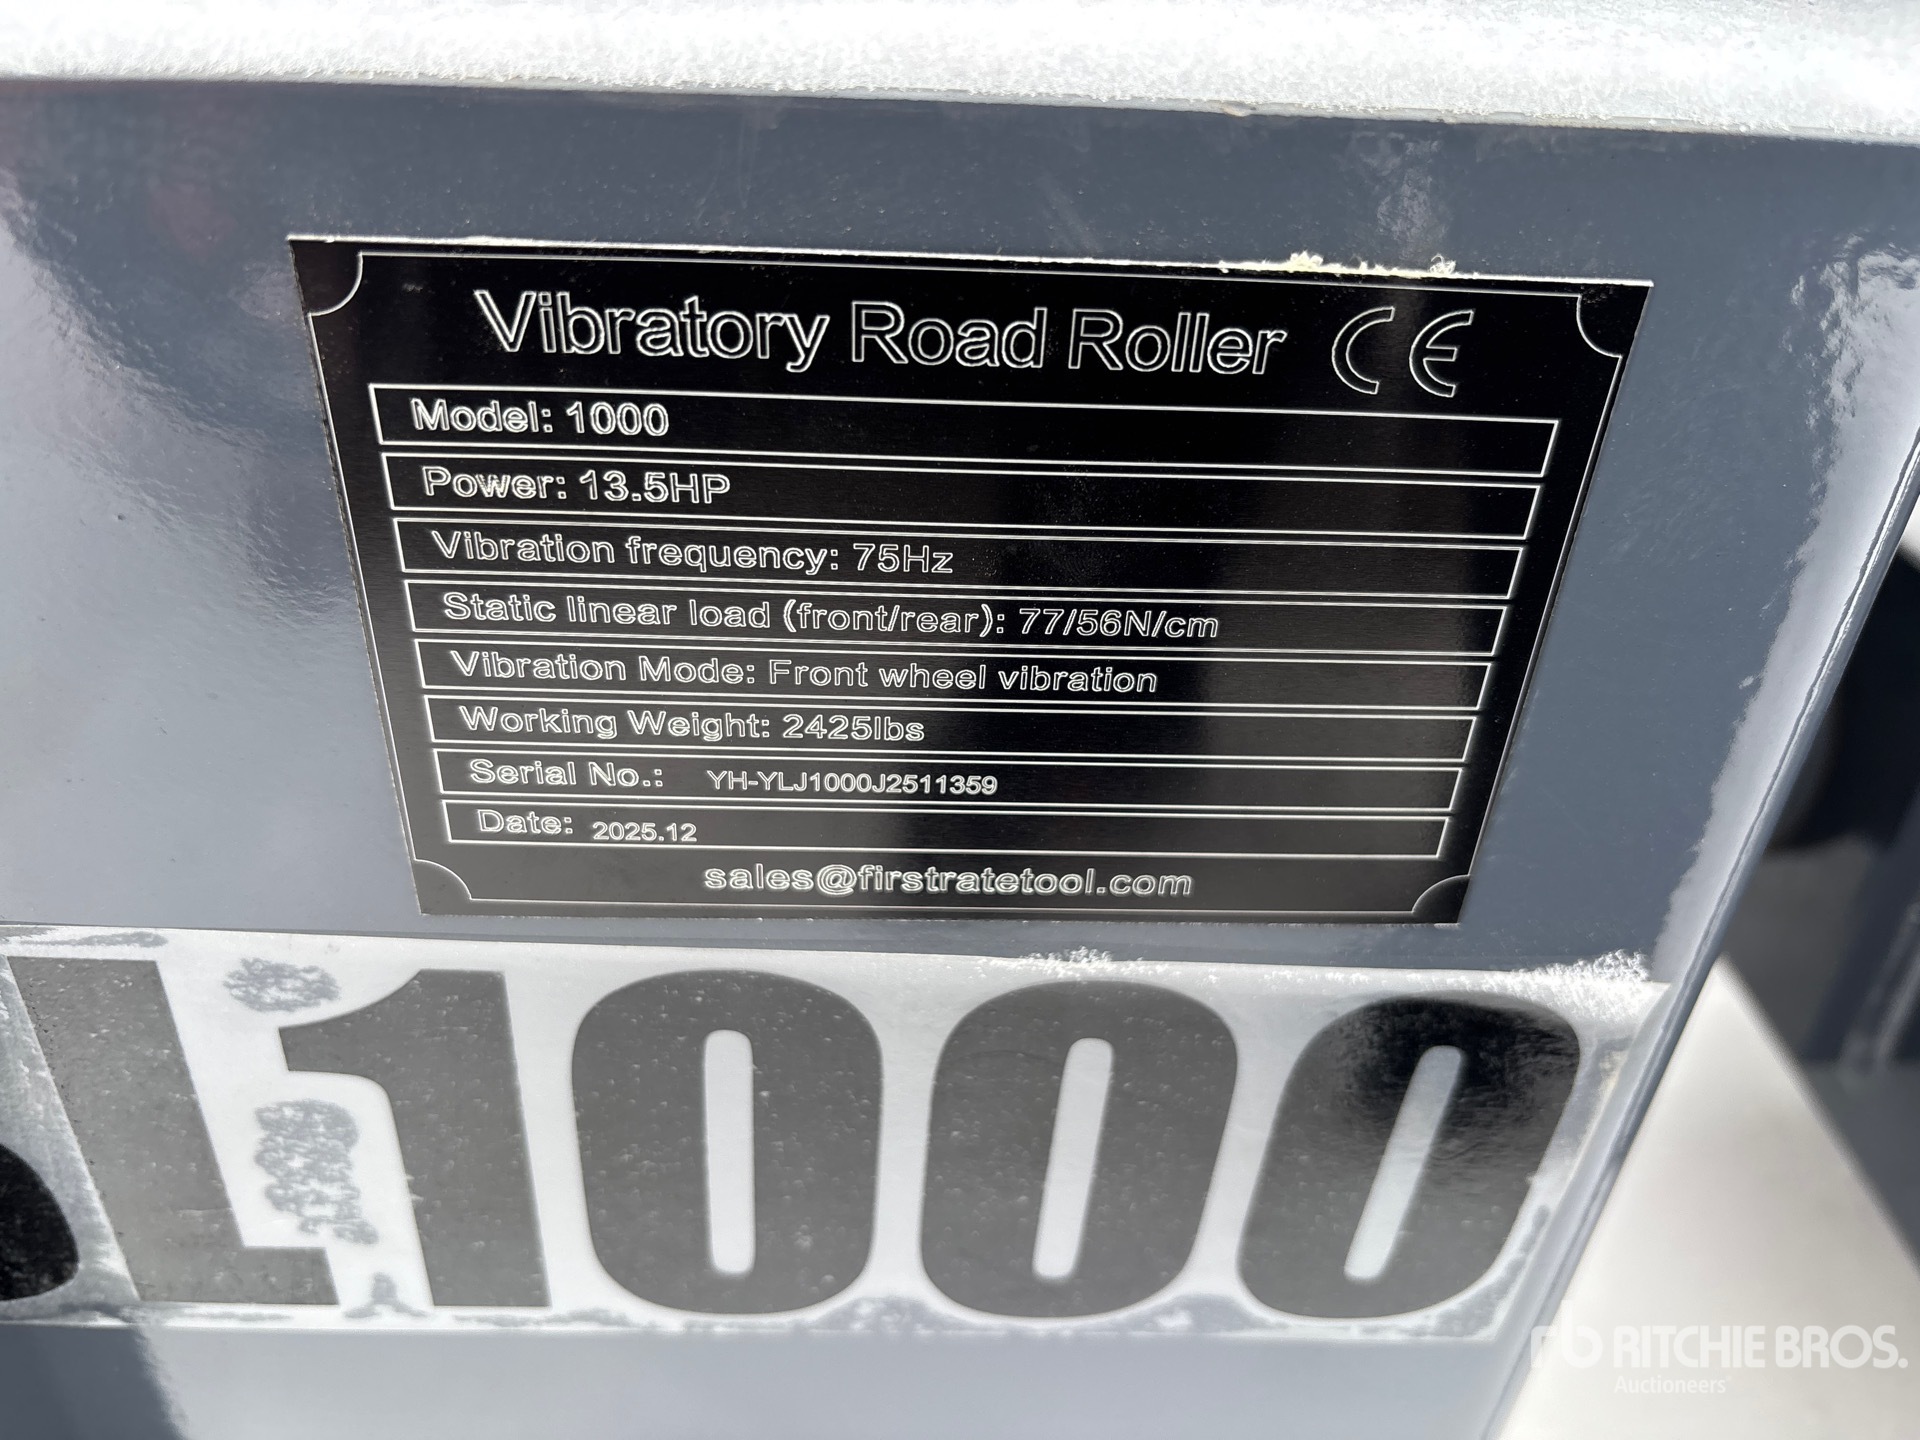 Vibratory Road Roller CE
Model: 1000
Power: 13.5HP
Vibration frequency: 75Hz
Static linear load (front/rear): 77/56N/cm
Vibration Mode: Front wheel vibration
Working Weight: 2425lbs
Serial No.: YH-YLJ1000J2511359
Date: 2025.12
sales@firstratetool.com
L1000
rb RITCHIE BROS.
Auctioneers